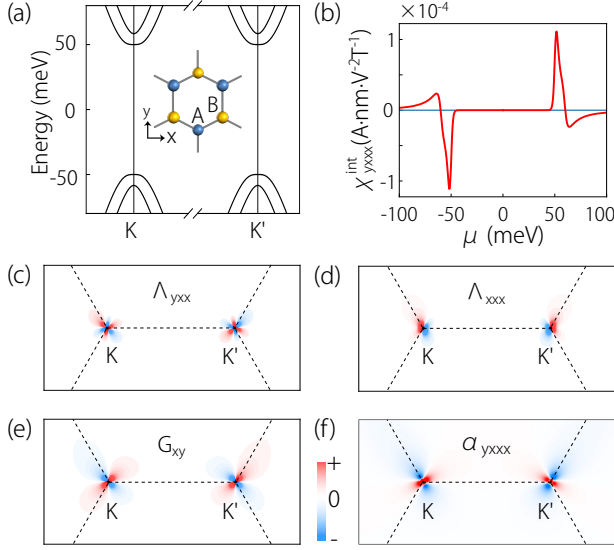 (a)
Energy (meV)
50
0
-50
K
K'
A
B
y
x
(b)
×10⁻⁴
χ^int_yxxx (A·nm·V⁻²T⁻¹)
1
0
-1
-100
-50
0
50
100
μ (meV)
(c)
Λ_yxx
K
K'
(d)
Λ_xxx
K
K'
(e)
G_xy
K
K'
+
0
-
(f)
α_yxxx
K
K'